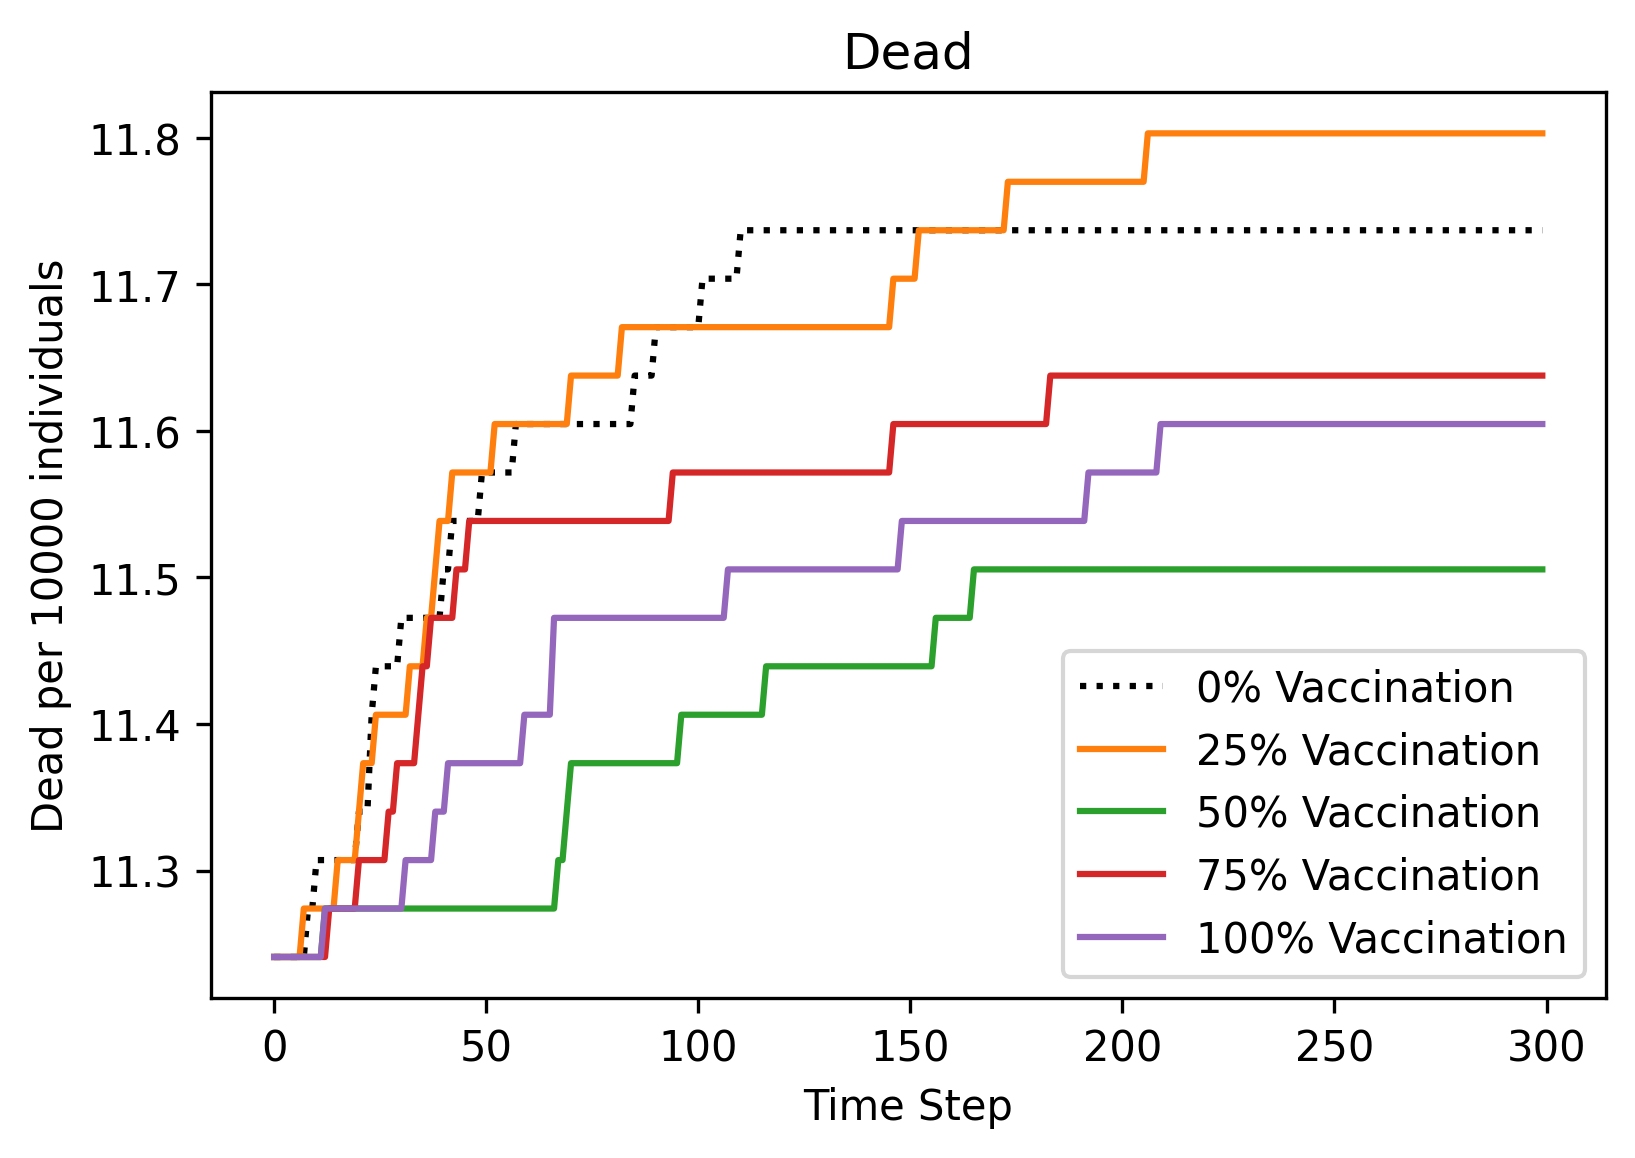 Dead
Dead per 10000 individuals
11.8
11.7
11.6
11.5
11.4
11.3
0% Vaccination
25% Vaccination
50% Vaccination
75% Vaccination
100% Vaccination
0 50 100 150 200 250 300
Time Step